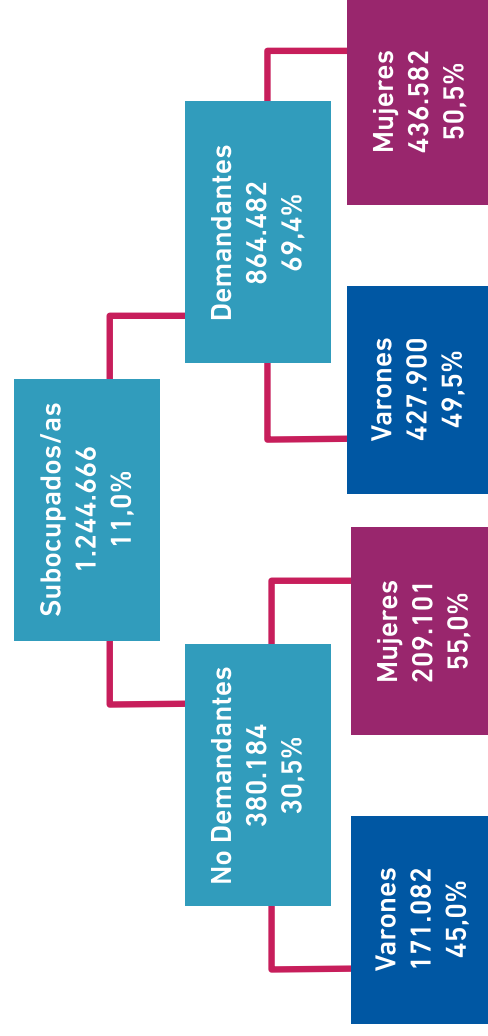 Subocupados/as
1.244.666
11,0%
No Demandantes
380.184
30,5%
Demandantes
864.482
69,4%
Varones
171.082
45,0%
Mujeres
209.101
55,0%
Varones
427.900
49,5%
Mujeres
436.582
50,5%